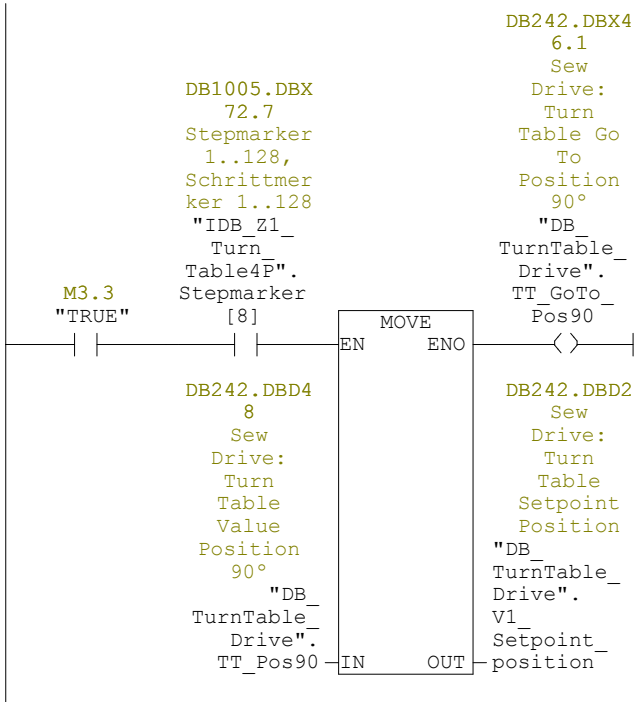 DB242.DBX4
6.1
Sew
Drive:
Turn
Table Go
To
Position
90°
"DB_
TurnTable_
Drive".
TT_GoTo_
Pos90
DB1005.DBX
72.7
Stepmarker
1..128,
Schrittmer
ker 1..128
"IDB_Z1_
Turn_
Table4P".
Stepmarker
[8]
M3.3
"TRUE"
MOVE
EN ENO
DB242.DBD4
8
Sew
Drive:
Turn
Table
Value
Position
90°
"DB_
TurnTable_
Drive".
TT_Pos90
IN OUT
DB242.DBD2
Sew
Drive:
Turn
Table
Setpoint
Position
"DB_
TurnTable_
Drive".
V1_
Setpoint_
position